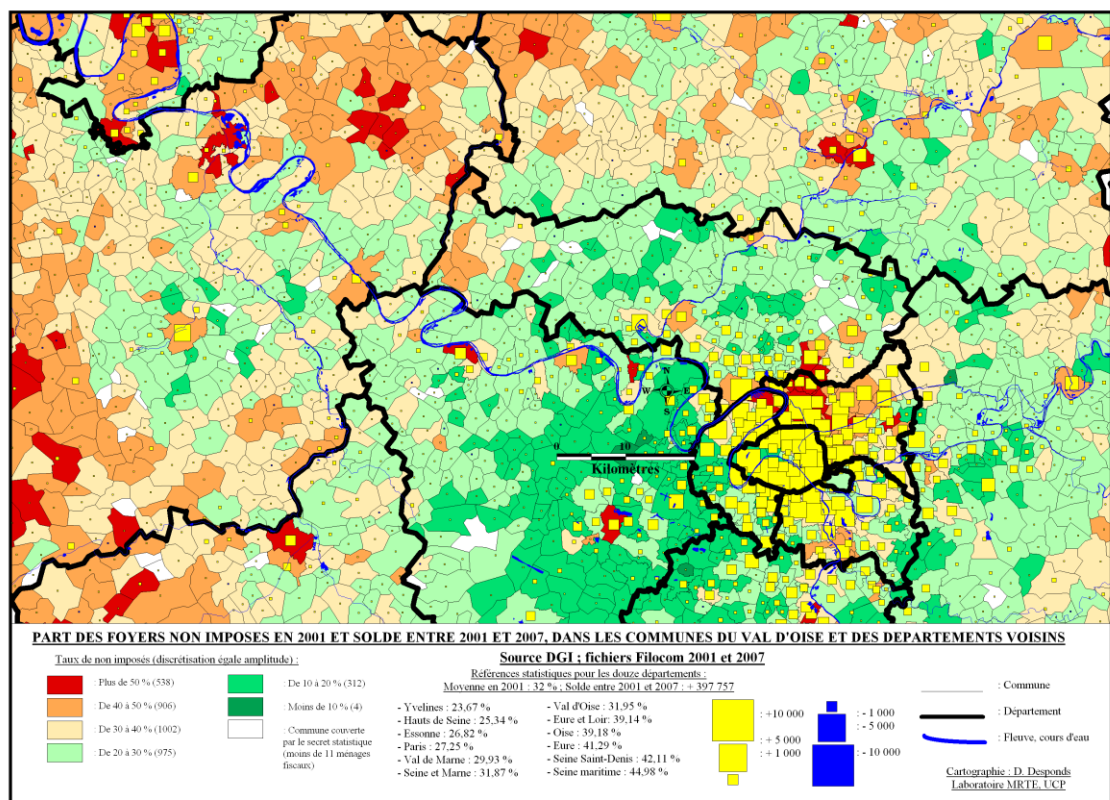 N
W E
S
0 10
Kilomètres
PART DES FOYERS NON IMPOSES EN 2001 ET SOLDE ENTRE 2001 ET 2007, DANS LES COMMUNES DU VAL D'OISE ET DES DEPARTEMENTS VOISINS
Source DGI ; fichiers Filocom 2001 et 2007
Taux de non imposés (discrétisation égale amplitude) :
: Plus de 50 % (538)
: De 40 à 50 % (906)
: De 30 à 40 % (1002)
: De 20 à 30 % (975)
: De 10 à 20 % (312)
: Moins de 10 % (4)
: Commune couverte
par le secret statistique
(moins de 11 ménages
fiscaux)
Références statistiques pour les douze départements :
Moyenne en 2001 : 32 % ; Solde entre 2001 et 2007 : + 397 757
- Yvelines : 23,67 %
- Hauts de Seine : 25,34 %
- Essonne : 26,82 %
- Paris : 27,25 %
- Val de Marne : 29,93 %
- Seine et Marne : 31,87 %
- Val d'Oise : 31,95 %
- Eure et Loir : 39,14 %
- Oise : 39,18 %
- Eure : 41,29 %
- Seine Saint-Denis : 42,11 %
- Seine maritime : 44,98 %
: +10 000
: + 5 000
: + 1 000
: - 1 000
: - 5 000
: -10 000
: Commune
: Département
: Fleuve, cours d'eau
Cartographie : D. Desponds
Laboratoire MRTE, UCP